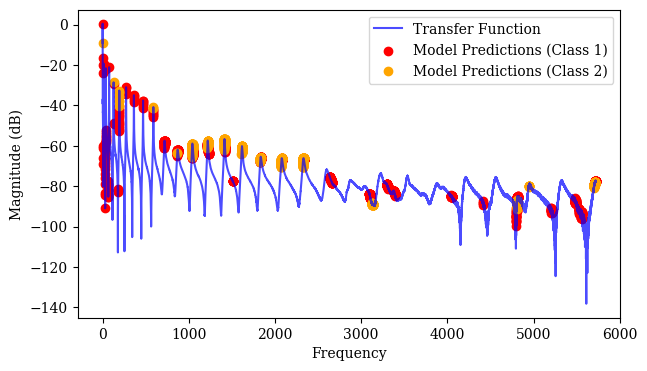 Transfer Function
Model Predictions (Class 1)
Model Predictions (Class 2)
Magnitude (dB)
0
−20
−40
−60
−80
−100
−120
−140
0 1000 2000 3000 4000 5000 6000
Frequency